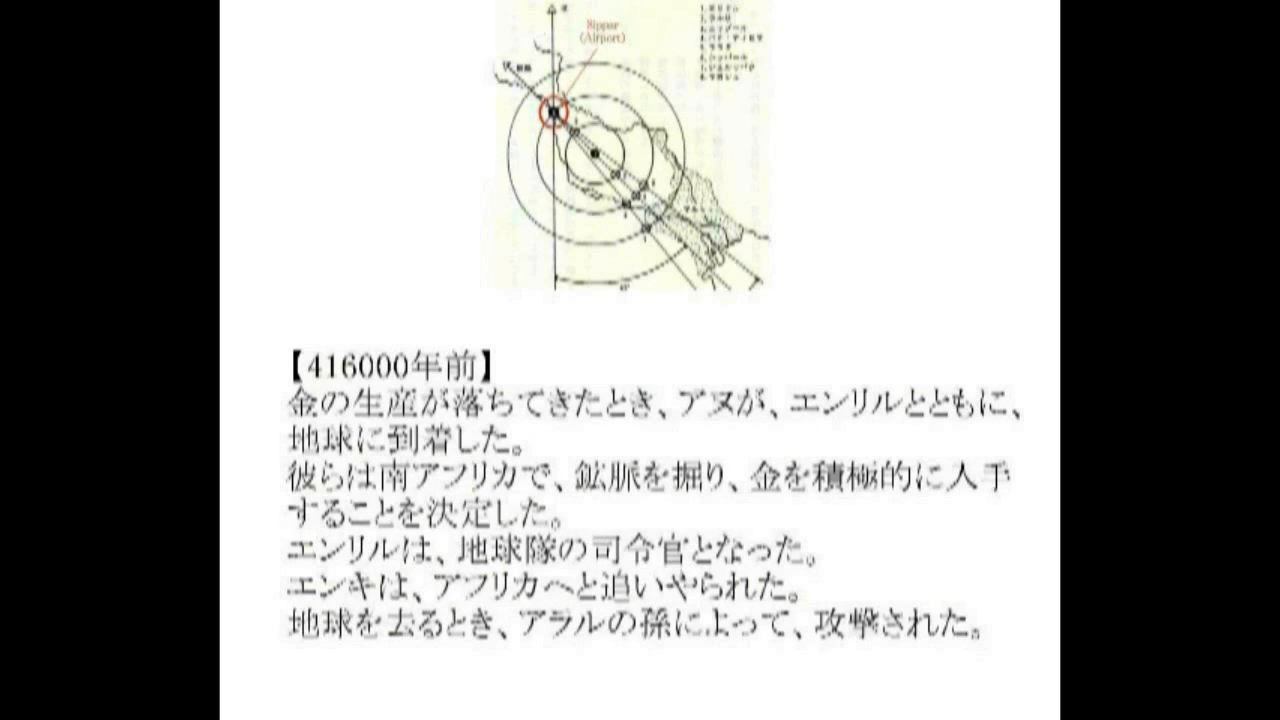 Sippar
(Airport)
【416000年前】
金の生産が落ちてきたとき、アヌが、エンリルとともに、
地球に到着した。
彼らは南アフリカで、鉱脈を掘り、金を積極的に入手
することを決定した。
エンリルは、地球隊の司令官となった。
エンキは、アフリカへと追いやられた。
地球を去るとき、アラルの孫によって、攻撃された。